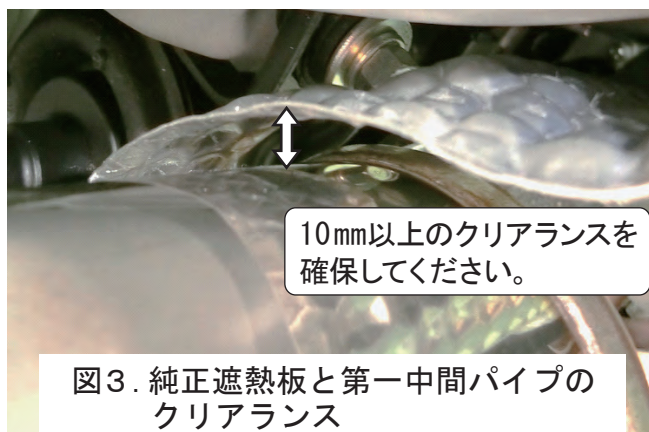 10mm以上のクリアランスを
確保してください。
図3.純正遮熱板と第一中間パイプの
クリアランス